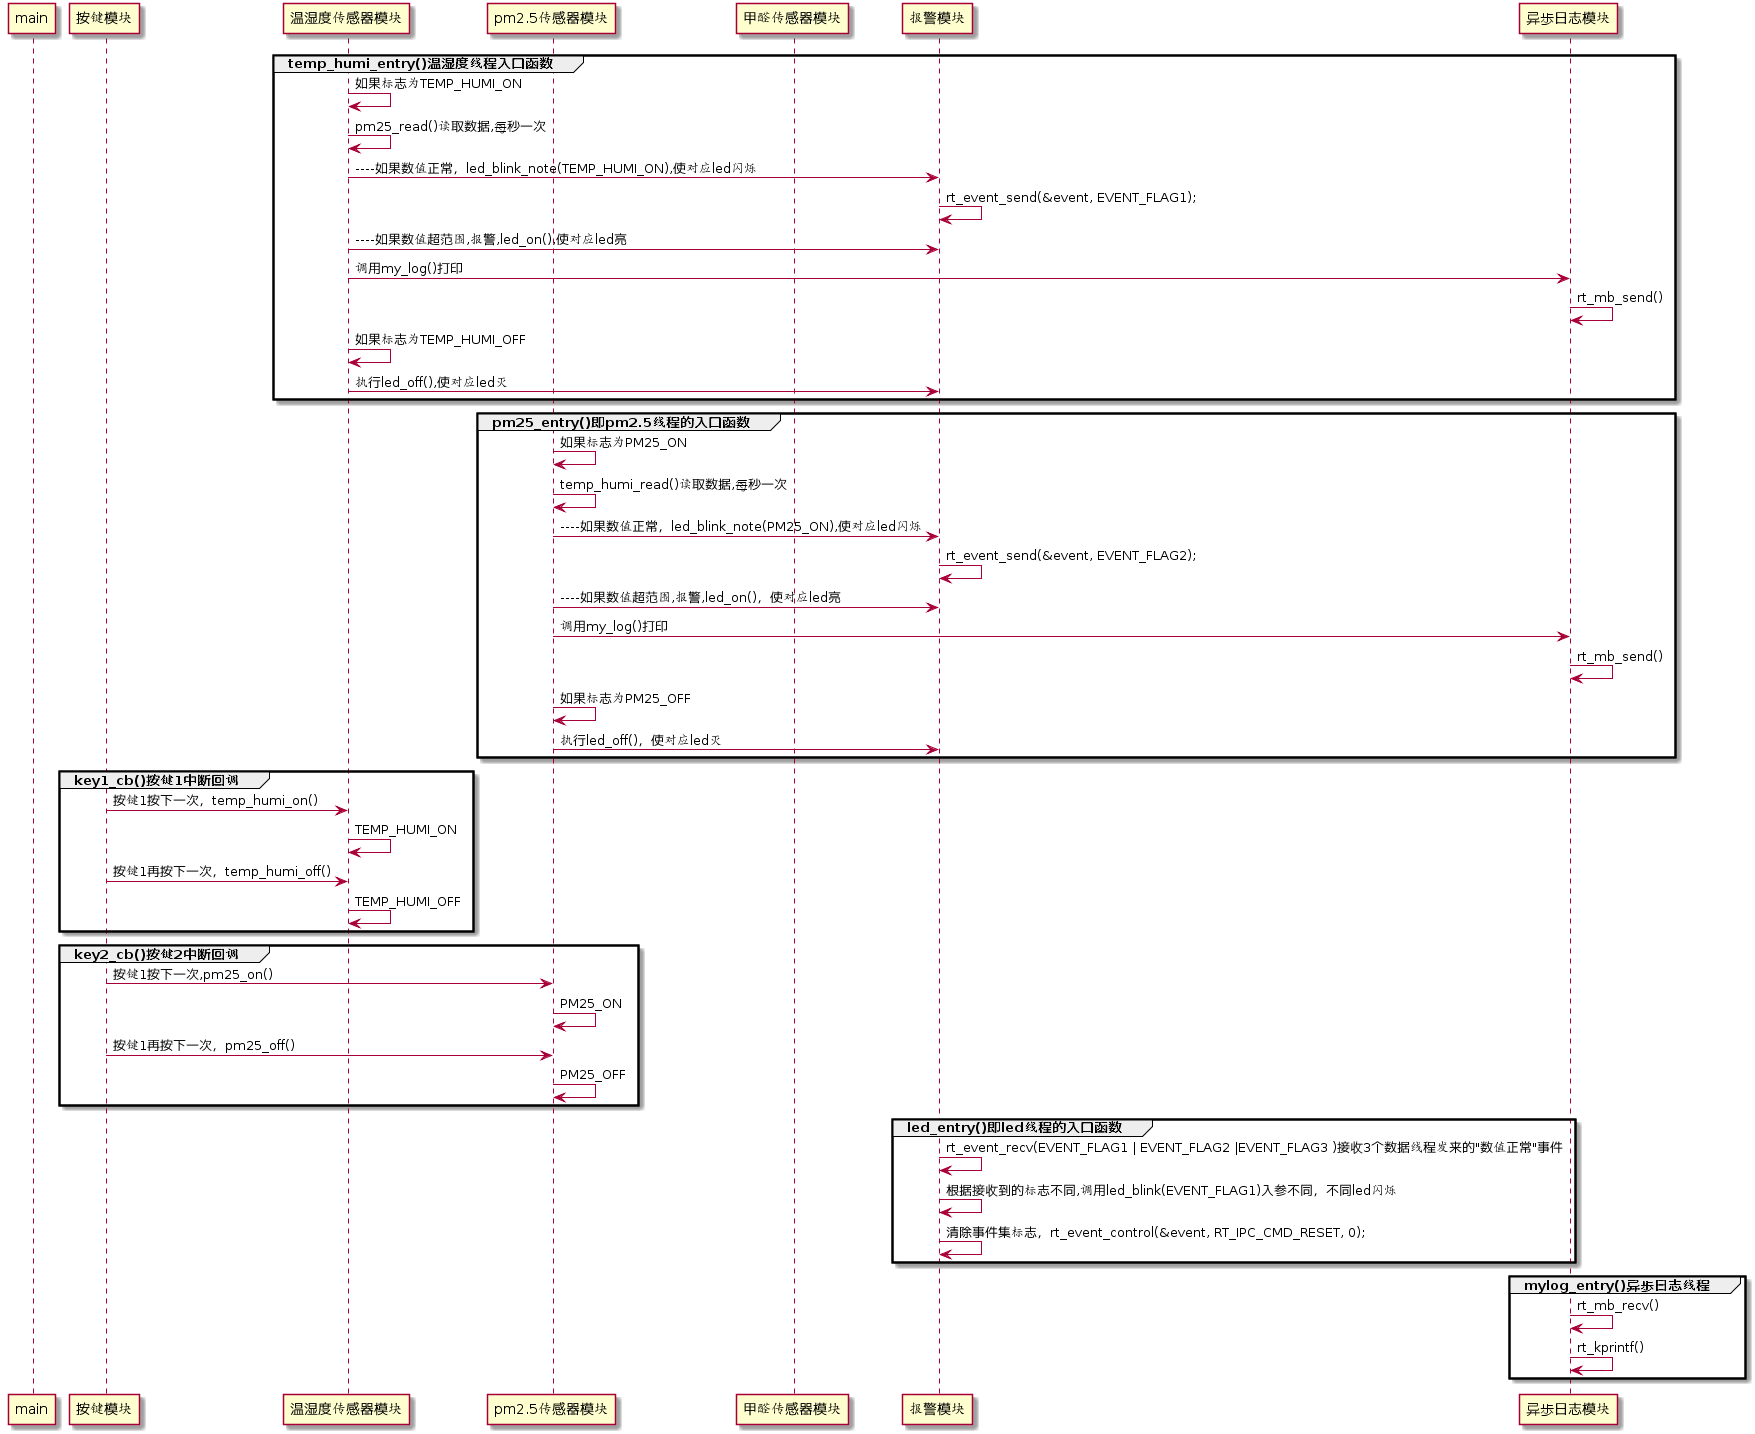 main
按键模块
温湿度传感器模块
pm2.5传感器模块
甲醛传感器模块
报警模块
异步日志模块
temp_humi_entry()温湿度线程入口函数
如果标志为TEMP_HUMI_ON
pm25_read()读取数据,每秒一次
----如果数值正常，led_blink_note(TEMP_HUMI_ON),使对应led闪烁
rt_event_send(&event, EVENT_FLAG1);
----如果数值超范围,报警,led_on(),使对应led亮
调用my_log()打印
rt_mb_send()
如果标志为TEMP_HUMI_OFF
执行led_off(),使对应led灭
pm25_entry()即pm2.5线程的入口函数
如果标志为PM25_ON
temp_humi_read()读取数据,每秒一次
----如果数值正常，led_blink_note(PM25_ON),使对应led闪烁
rt_event_send(&event, EVENT_FLAG2);
----如果数值超范围,报警,led_on()，使对应led亮
调用my_log()打印
rt_mb_send()
如果标志为PM25_OFF
执行led_off()，使对应led灭
key1_cb()按键1中断回调
按键1按下一次，temp_humi_on()
TEMP_HUMI_ON
按键1再按下一次，temp_humi_off()
TEMP_HUMI_OFF
key2_cb()按键2中断回调
按键1按下一次,pm25_on()
PM25_ON
按键1再按下一次，pm25_off()
PM25_OFF
led_entry()即led线程的入口函数
rt_event_recv(EVENT_FLAG1 | EVENT_FLAG2 |EVENT_FLAG3 )接收3个数据线程发来的"数值正常"事件
根据接收到的标志不同,调用led_blink(EVENT_FLAG1)入参不同，不同led闪烁
清除事件集标志，rt_event_control(&event, RT_IPC_CMD_RESET, 0);
mylog_entry()异步日志线程
rt_mb_recv()
rt_kprintf()
main
按键模块
温湿度传感器模块
pm2.5传感器模块
甲醛传感器模块
报警模块
异步日志模块